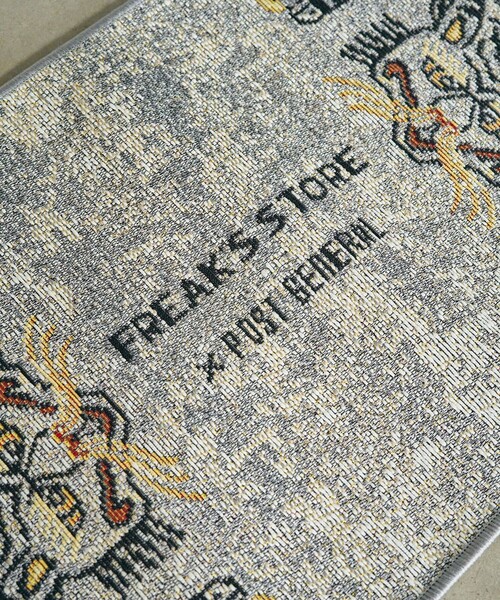 FREAK'S STORE
× POST GENERAL